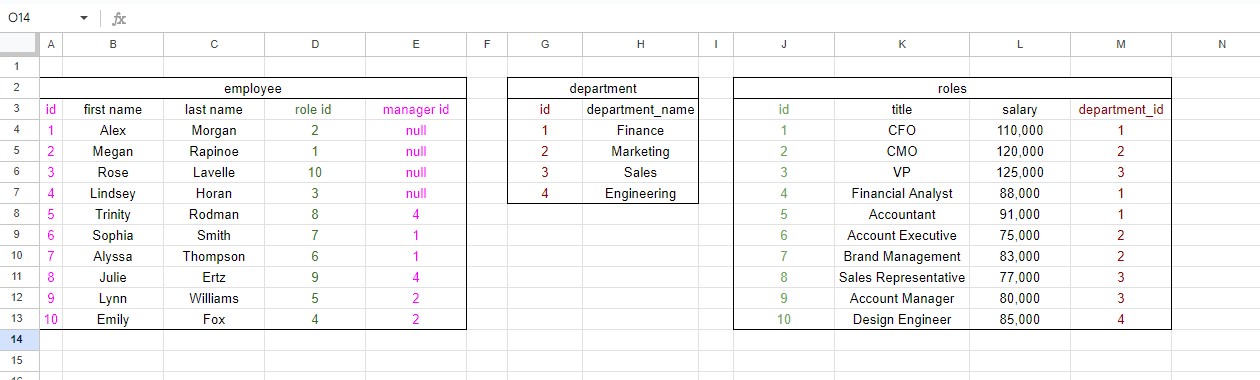 O14 fx
A B C D E F G H I J K L M N
1
2 employee department roles
3 id first name last name role id manager id id department_name id title salary department_id
4 1 Alex Morgan 2 null 1 Finance 1 CFO 110,000 1
5 2 Megan Rapinoe 1 null 2 Marketing 2 CMO 120,000 2
6 3 Rose Lavelle 10 null 3 Sales 3 VP 125,000 3
7 4 Lindsey Horan 3 null 4 Engineering 4 Financial Analyst 88,000 1
8 5 Trinity Rodman 8 4 5 Accountant 91,000 1
9 6 Sophia Smith 7 1 6 Account Executive 75,000 2
10 7 Alyssa Thompson 6 1 7 Brand Management 83,000 2
11 8 Julie Ertz 9 4 8 Sales Representative 77,000 3
12 9 Lynn Williams 5 2 9 Account Manager 80,000 3
13 10 Emily Fox 4 2 10 Design Engineer 85,000 4
14
15